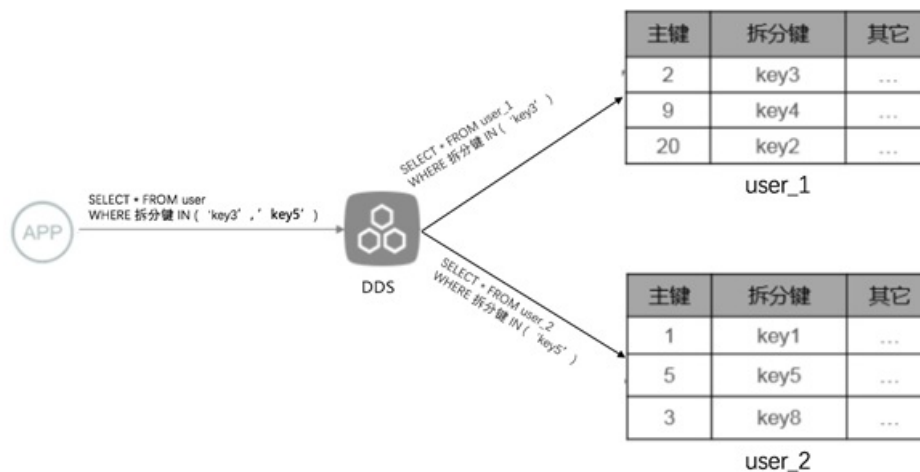 APP
SELECT * FROM user
WHERE 拆分键 IN (‘key3’, ’key5’)
DDS
SELECT * FROM user_1
WHERE 拆分键 IN (‘key3’)
SELECT * FROM user_2
WHERE 拆分键 IN (‘key5’)
主键 拆分键 其它
2 key3 ...
9 key4 ...
20 key2 ...
user_1
主键 拆分键 其它
1 key1 ...
5 key5 ...
3 key8 ...
user_2